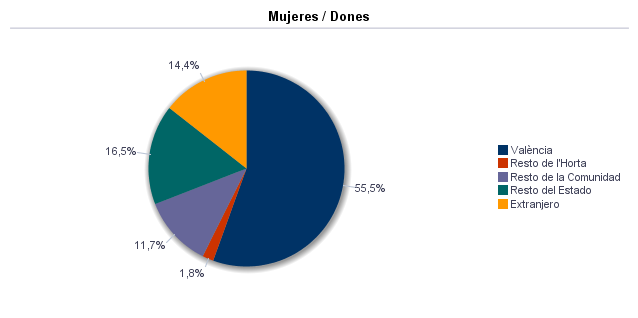 Mujeres / Dones
14,4%
16,5%
55,5%
11,7%
1,8%
València
Resto de l'Horta
Resto de la Comunidad
Resto del Estado
Extranjero